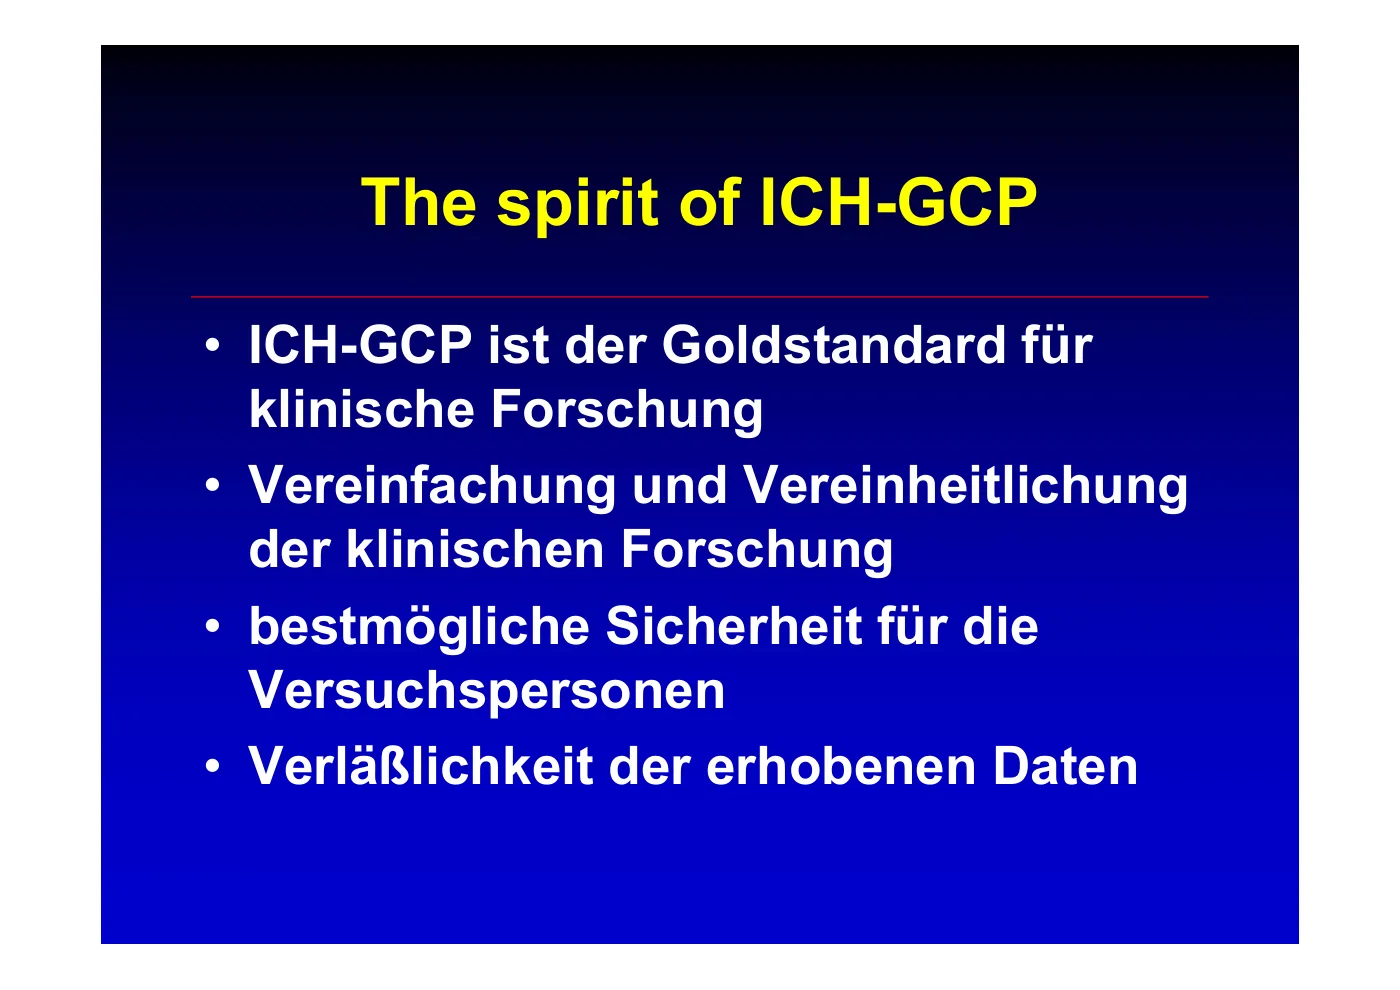 The spirit of ICH-GCP
• ICH-GCP ist der Goldstandard für
klinische Forschung
• Vereinfachung und Vereinheitlichung
der klinischen Forschung
• bestmögliche Sicherheit für die
Versuchspersonen
• Verläßlichkeit der erhobenen Daten